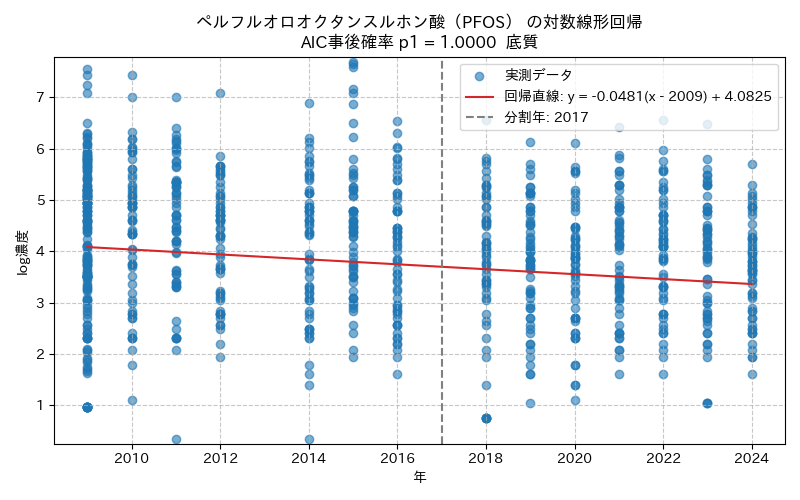 ペルフルオロオクタンスルホン酸（PFOS） の対数線形回帰
AIC事後確率 p1 = 1.0000  底質
実測データ
回帰直線: y = -0.0481(x - 2009) + 4.0825
分割年: 2017
log濃度
7
6
5
4
3
2
1
2010
2012
2014
2016
2018
2020
2022
2024
年